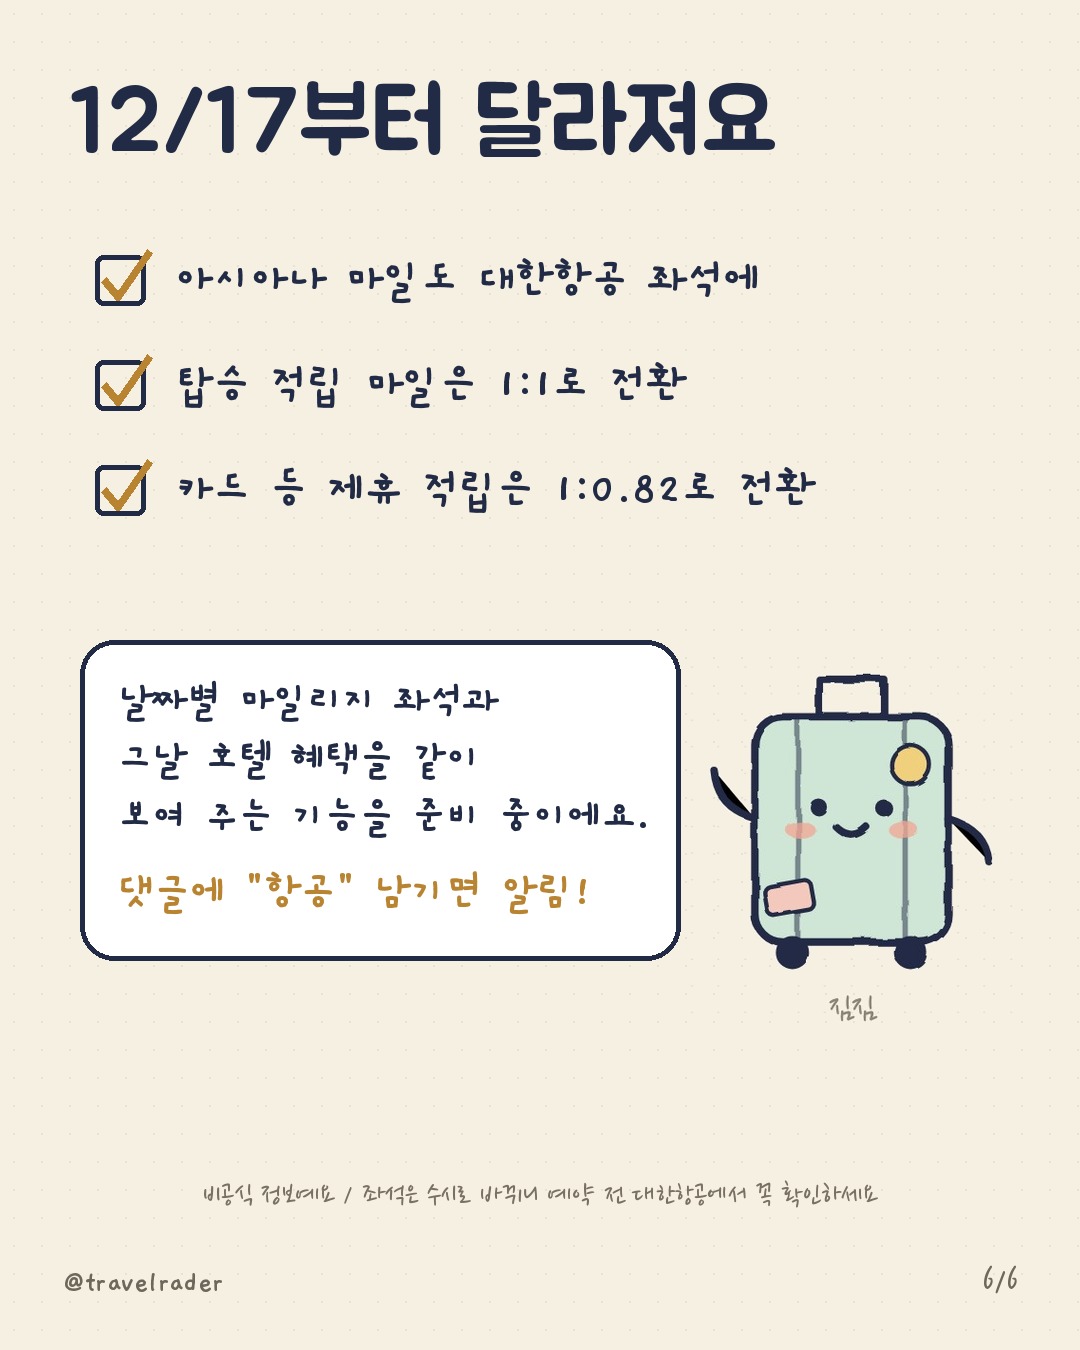 12/17부터 달라져요
아시아나 마일도 대한항공 좌석에
탑승 적립 마일은 1:1로 전환
카드 등 제휴 적립은 1:0.82로 전환
날짜별 마일리지 좌석과
그날 호텔 혜택을 같이
보여 주는 기능을 준비 중이에요.
댓글에 "항공" 남기면 알림!
짐짐
비공식 정보예요 / 좌석은 수시로 바뀌니 예약 전 대한항공에서 꼭 확인하세요
@travelrader
6/6